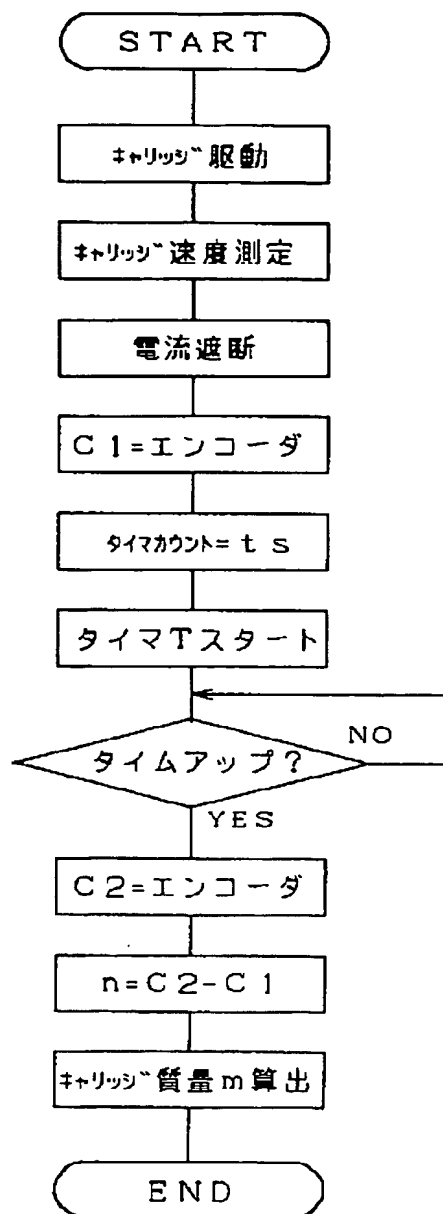 START
キャリッジ駆動
キャリッジ速度測定
電流遮断
C1=エンコーダ
タイマカウント=ts
タイマTスタート
タイムアップ?
NO
YES
C2=エンコーダ
n=C2-C1
キャリッジ質量m算出
END